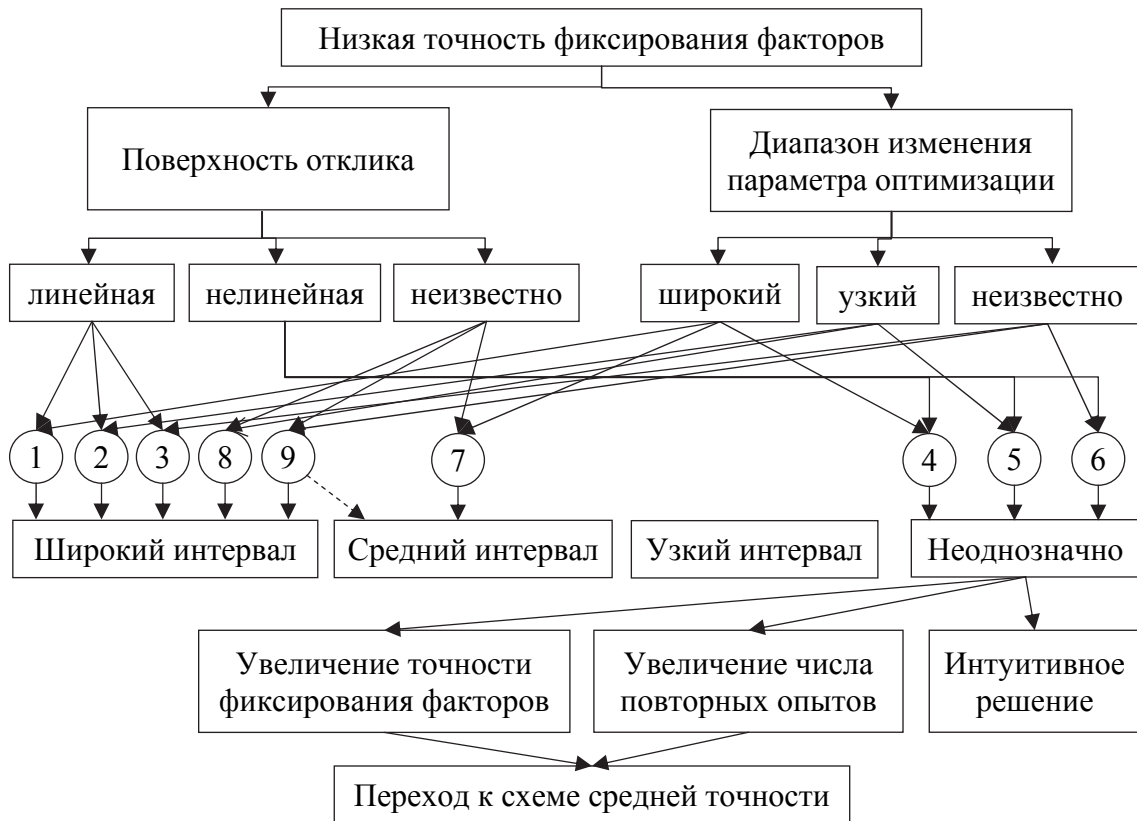 Низкая точность фиксирования факторов
Поверхность отклика
Диапазон изменения
параметра оптимизации
линейная
нелинейная
неизвестно
широкий
узкий
неизвестно
1
2
3
8
9
7
4
5
6
Широкий интервал
Средний интервал
Узкий интервал
Неоднозначно
Увеличение точности
фиксирования факторов
Увеличение числа
повторных опытов
Интуитивное
решение
Переход к схеме средней точности